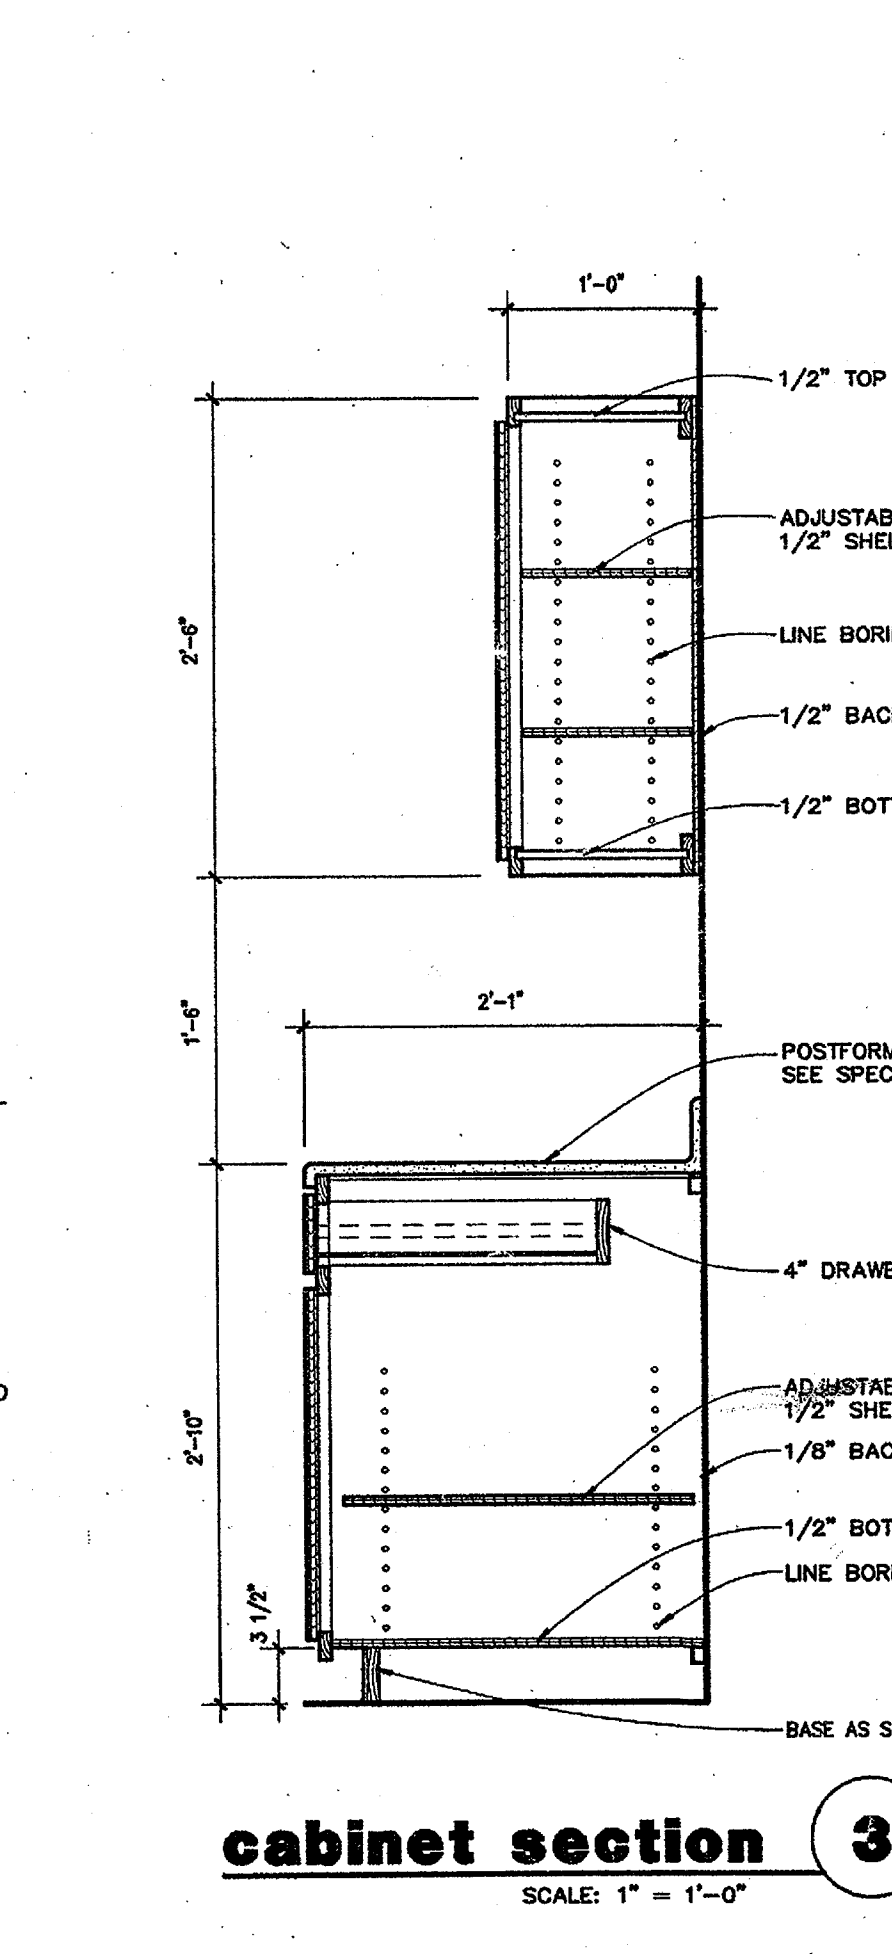 1'-0"
1/2" TOP
ADJUSTAB
1/2" SHEL
2'-6"
LINE BORI
1/2" BAC
1/2" BOT
2'-1"
1'-6"
POSTFORM
SEE SPEC
4" DRAWE
ADJUSTAB
1/2" SHE
2'-10"
1/8" BAC
1/2" BOT
LINE BORI
3 1/2"
BASE AS S
cabinet section 3
SCALE: 1" = 1'-0"